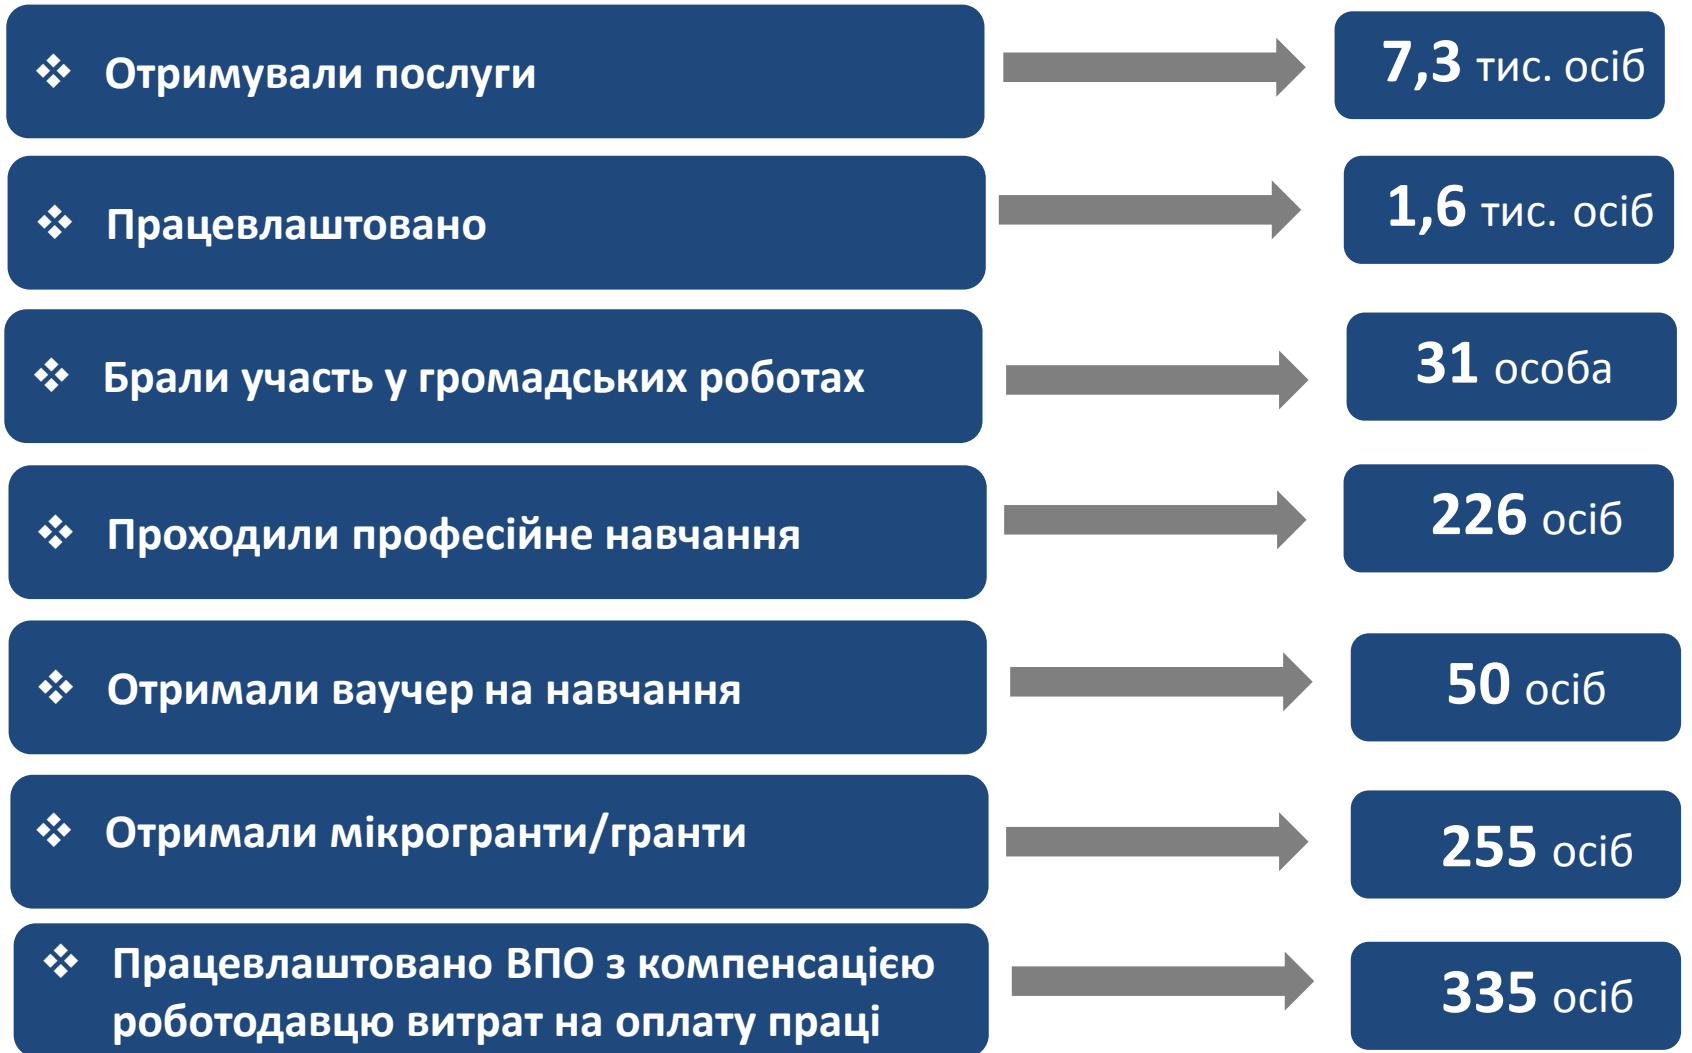 ❖ Отримували послуги
7,3 тис. осіб
❖ Працевлаштовано
1,6 тис. осіб
❖ Брали участь у громадських роботах
31 особа
❖ Проходили професійне навчання
226 осіб
❖ Отримали ваучер на навчання
50 осіб
❖ Отримали мікрогранти/гранти
255 осіб
❖ Працевлаштовано ВПО з компенсацією
роботодавцю витрат на оплату праці
335 осіб